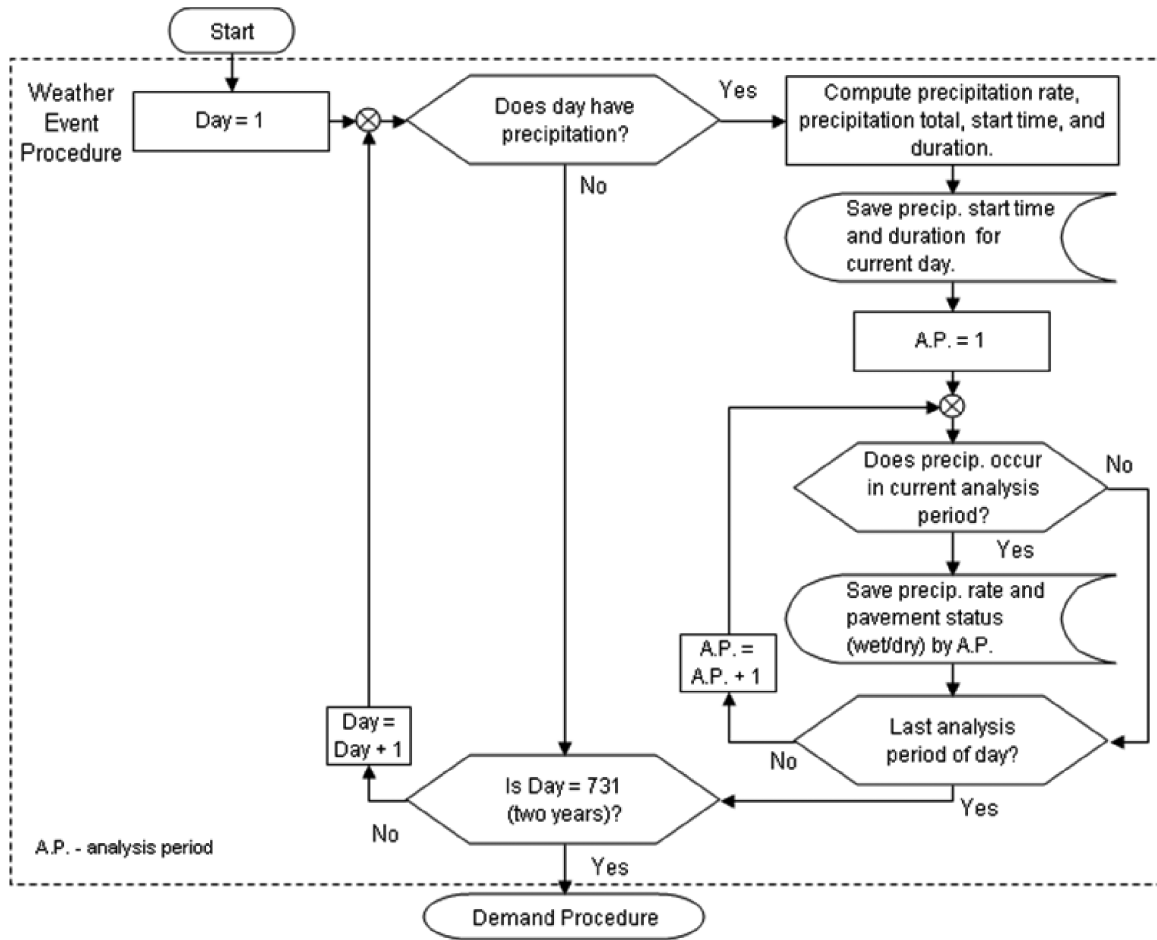 Start
Weather
Event
Procedure
Day = 1
Does day have
precipitation?
Yes
No
Compute precipitation rate,
precipitation total, start time, and
duration.
Save precip. start time
and duration for
current day.
A.P. = 1
Does precip. occur
in current analysis
period?
No
Yes
Save precip. rate and
pavement status
(wet/dry) by A.P.
A.P. =
A.P. + 1
Last analysis
period of day?
No
Yes
Day =
Day + 1
Is Day = 731
(two years)?
No
Yes
A.P. - analysis period
Demand Procedure